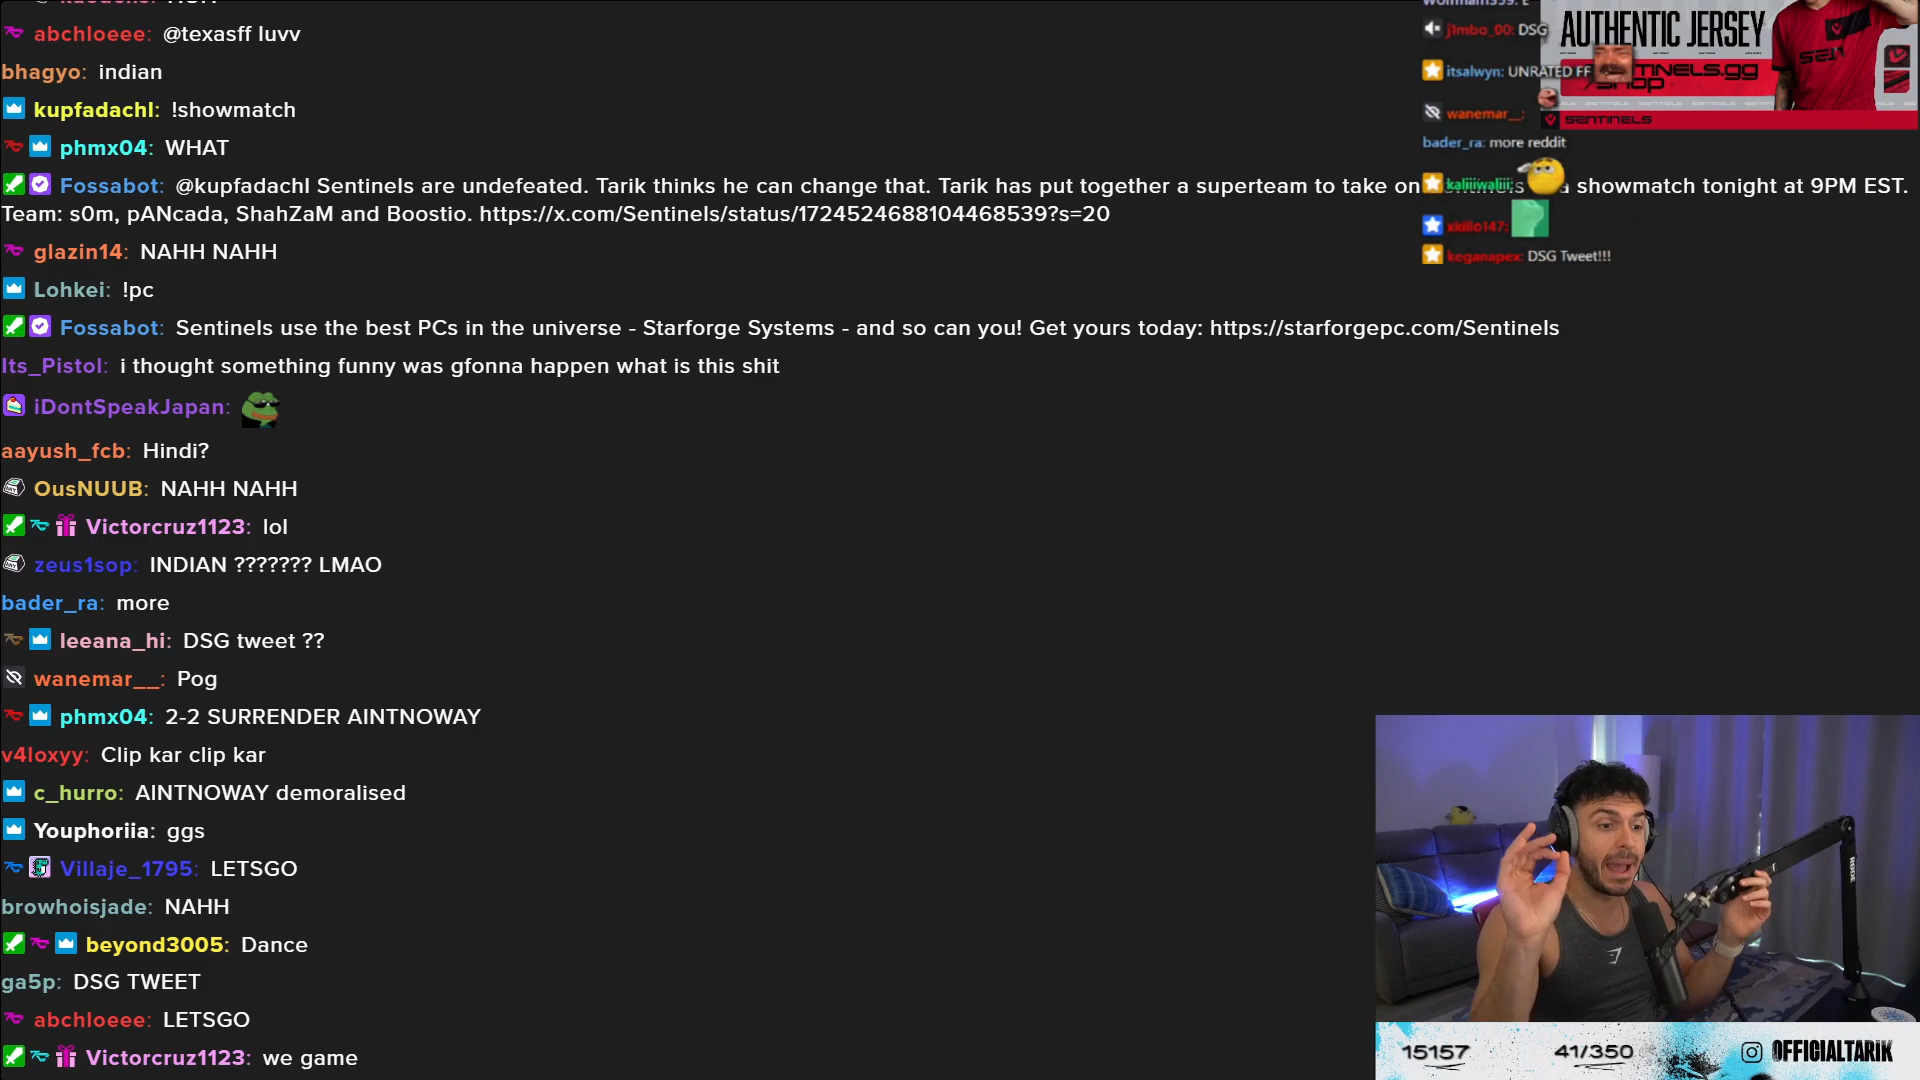 abchloeee: @texasff luvv
bhagyo: indian
kupfadachl: !showmatch
phmx04: WHAT
Fossabot: @kupfadachl Sentinels are undefeated. Tarik thinks he can change that. Tarik has put together a superteam to take on showmatch tonight at 9PM EST.
Team: s0m, pANcada, ShahZaM and Boostio. https://x.com/Sentinels/status/1724524688104468539?s=20
glazin14: NAHH NAHH
Lohkei: !pc
Fossabot: Sentinels use the best PCs in the universe - Starforge Systems - and so can you! Get yours today: https://starforgepc.com/Sentinels
Its_Pistol: i thought something funny was gfonna happen what is this shit
iDontSpeakJapan:
aayush_fcb: Hindi?
OusNUUB: NAHH NAHH
Victorcruz1123: lol
zeus1sop: INDIAN ??????? LMAO
bader_ra: more
leeana_hi: DSG tweet ??
wanemar__: Pog
phmx04: 2-2 SURRENDER AINTNOWAY
v4loxyy: Clip kar clip kar
c_hurro: AINTNOWAY demoralised
Youphoriia: ggs
Villaje_1795: LETSGO
browhoisjade: NAHH
beyond3005: Dance
ga5p: DSG TWEET
abchloeee: LETSGO
Victorcruz1123: we game
j1mbo_00: DSG
itsalwyn: UNRATED FF
wanemar__:
bader_ra: more reddit
kaliiiwaliiii:
xkillo147:
keganapex: DSG Tweet!!!
AUTHENTIC JERSEY
SENTINELS
15157
41/350
OFFICIALTARIK